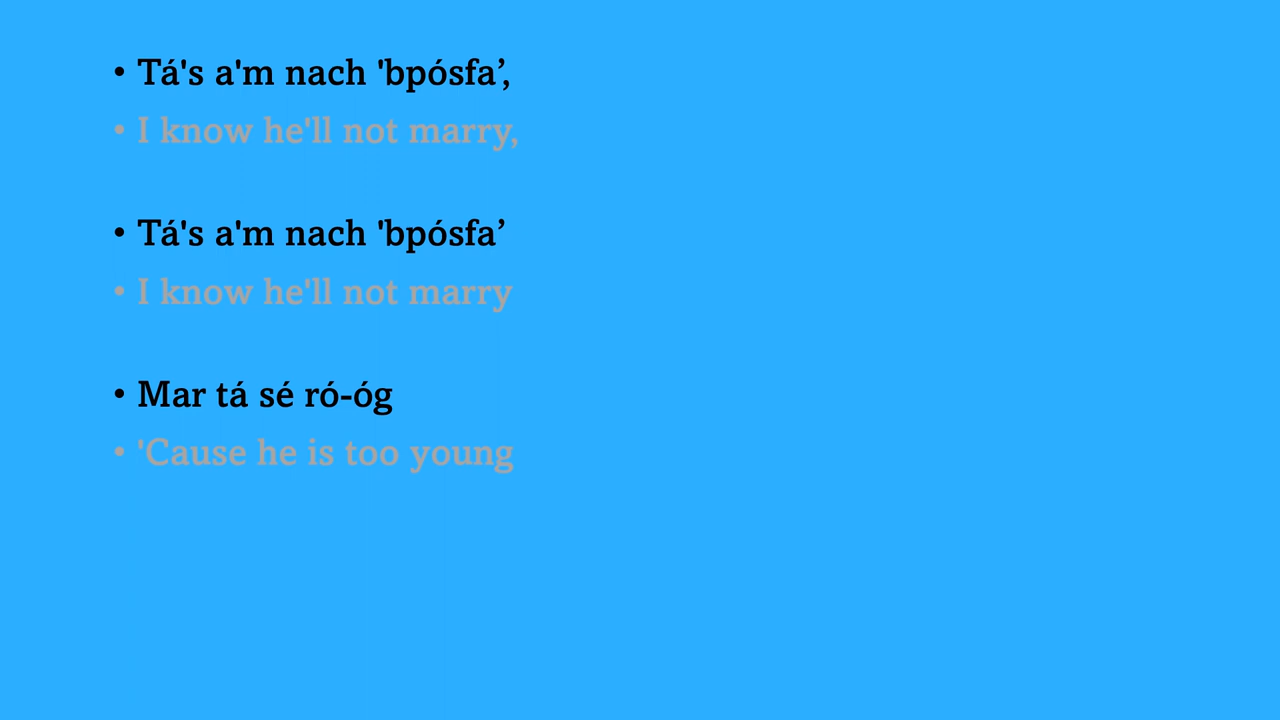 • Tá's a'm nach 'bpósfa’,
• I know he'll not marry,
• Tá's a'm nach 'bpósfa’
• I know he'll not marry
• Mar tá sé ró-óg
• 'Cause he is too young